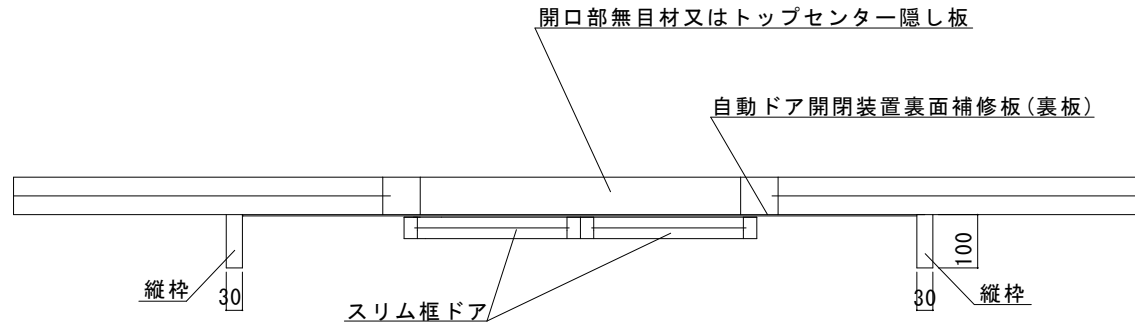 開口部無目材又はトップセンター隠し板
自動ドア開閉装置裏面補修板(裏板)
100
縦枠
30
スリム框ドア
30
縦枠